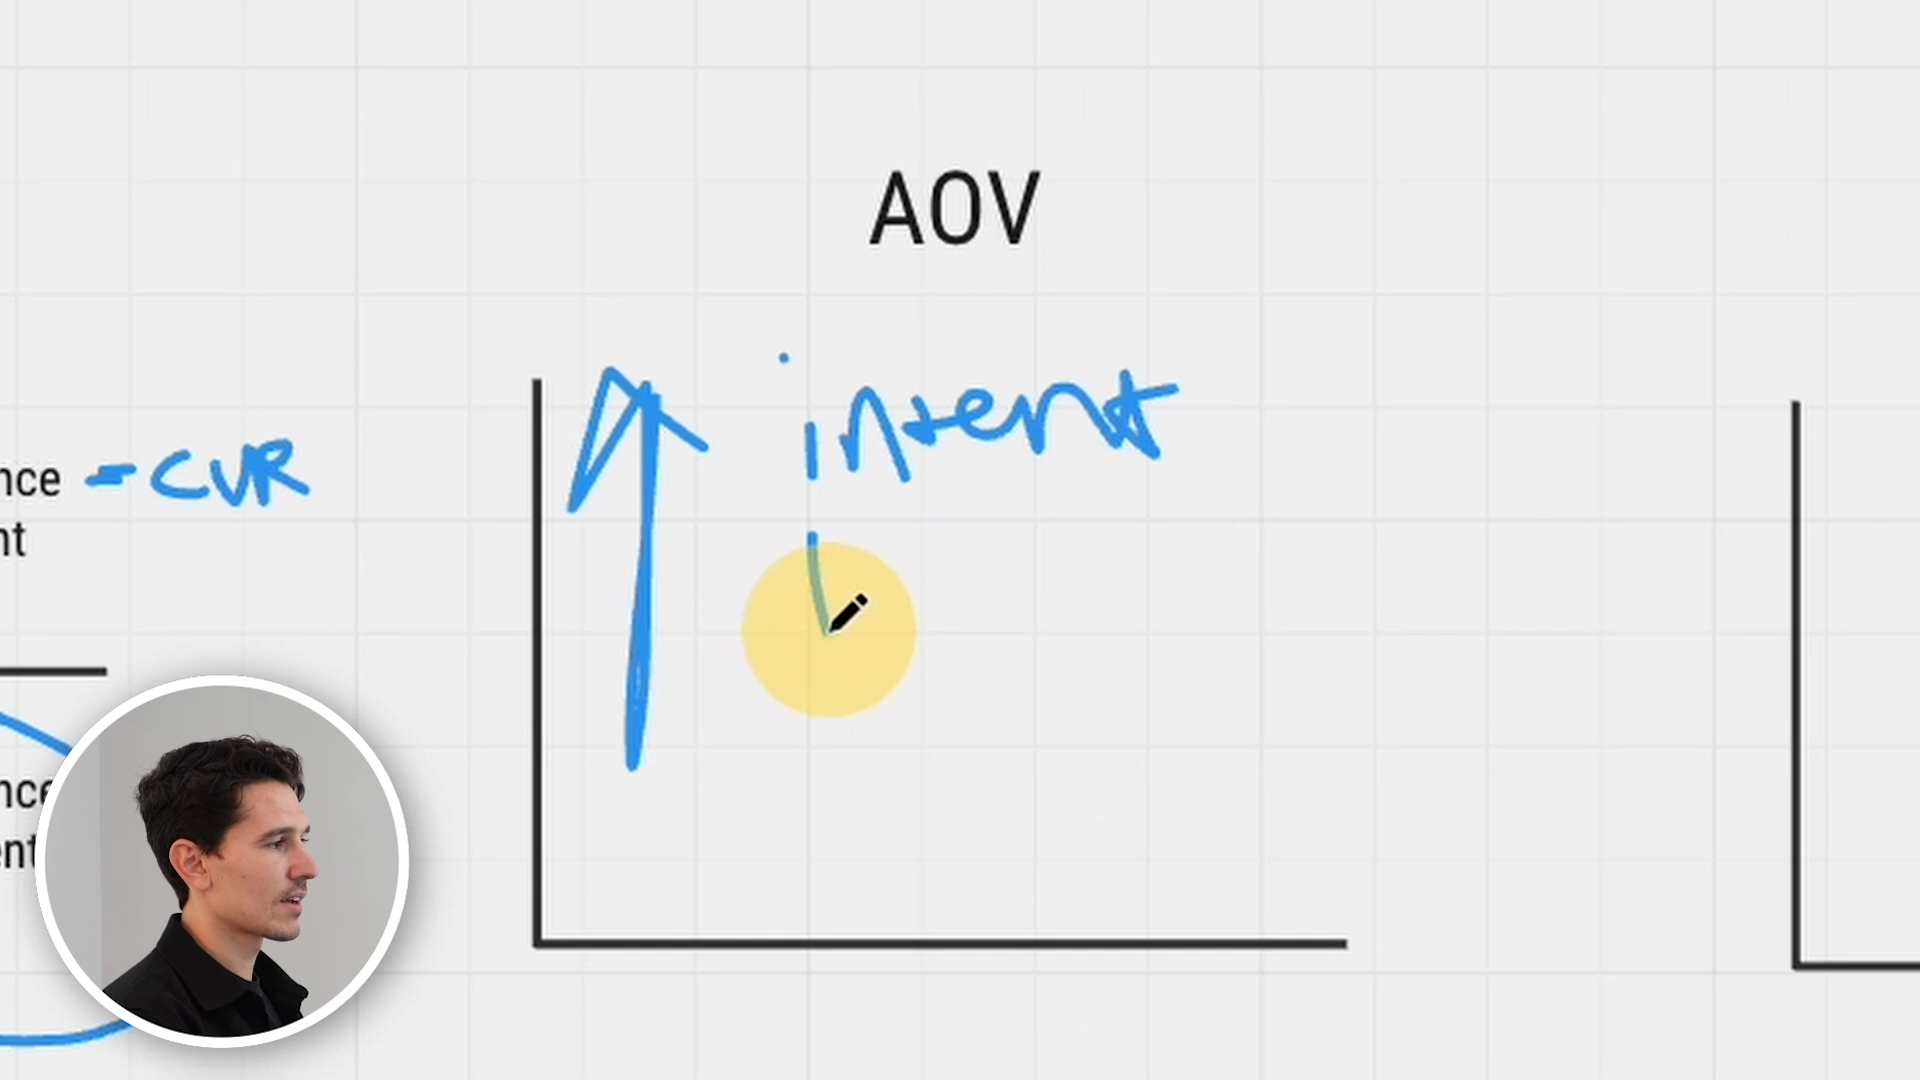 AOV
intent
nce - CVR
nt
nce
ent